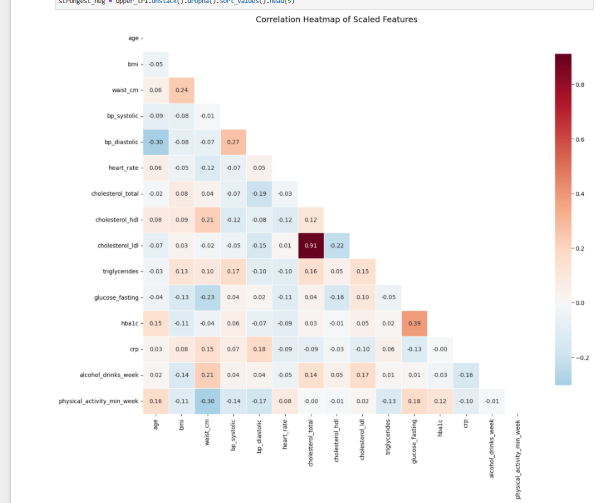 strongest_neg = upper_tri.unstack().dropna().sort_values().head(5)
Correlation Heatmap of Scaled Features
age
bmi -0.05
waist_cm 0.06 0.24
bp_systolic -0.09 -0.08 -0.01
bp_diastolic -0.30 -0.08 -0.07 0.27
heart_rate 0.06 -0.05 -0.12 -0.07 0.05
cholesterol_total -0.02 0.08 0.04 -0.07 -0.19 -0.03
cholesterol_hdl 0.08 0.09 0.21 -0.12 -0.08 -0.12 0.12
cholesterol_ldl -0.07 0.03 -0.02 -0.05 -0.15 0.01 0.91 -0.22
triglycerides -0.03 0.13 0.10 0.17 -0.10 -0.10 0.16 0.05 0.15
glucose_fasting -0.04 -0.13 -0.23 0.04 0.02 -0.11 0.04 -0.16 0.10 -0.05
hba1c 0.15 -0.11 -0.04 0.06 -0.07 -0.09 0.03 -0.01 0.05 0.02 0.39
crp 0.03 0.08 0.15 0.07 0.18 -0.09 -0.09 -0.03 -0.10 0.06 -0.13 -0.00
alcohol_drinks_week 0.02 -0.14 0.21 0.04 0.04 -0.05 0.14 0.05 0.17 0.01 0.01 -0.03 -0.16
physical_activity_min_week 0.16 -0.11 -0.30 -0.14 -0.17 0.08 -0.00 -0.01 0.02 -0.13 0.18 0.12 -0.10 -0.01
age
bmi
waist_cm
bp_systolic
bp_diastolic
heart_rate
cholesterol_total
cholesterol_hdl
cholesterol_ldl
triglycerides
glucose_fasting
hba1c
crp
alcohol_drinks_week
physical_activity_min_week
0.8
0.6
0.4
0.2
0.0
-0.2